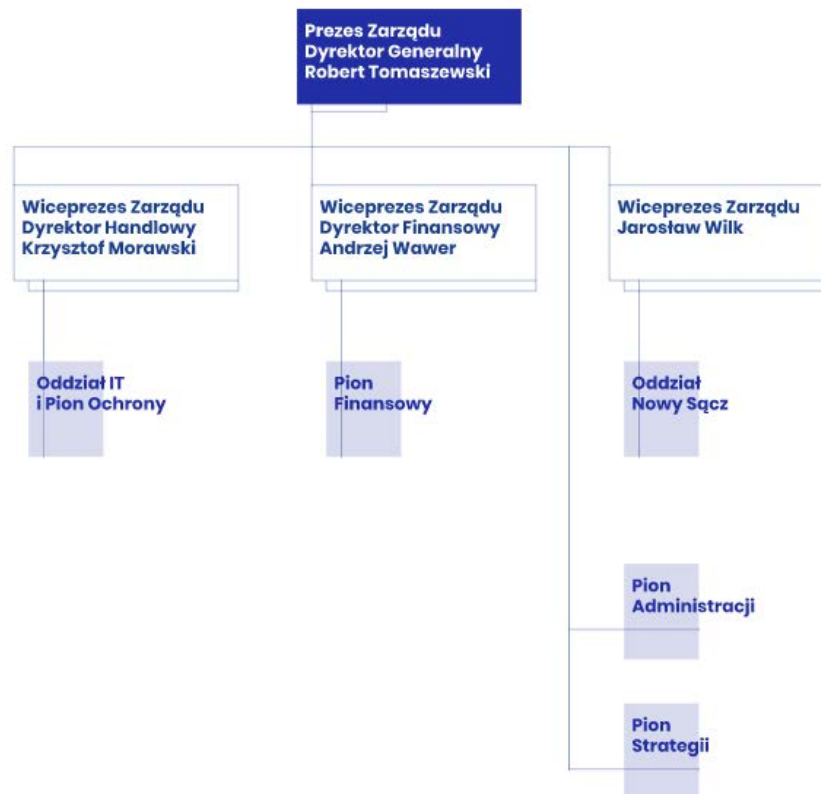 Prezes Zarządu
Dyrektor Generalny
Robert Tomaszewski
Wiceprezes Zarządu
Dyrektor Handlowy
Krzysztof Morawski
Wiceprezes Zarządu
Dyrektor Finansowy
Andrzej Wawer
Wiceprezes Zarządu
Jarosław Wilk
Oddział IT
i Pion Ochrony
Pion
Finansowy
Oddział
Nowy Sącz
Pion
Administracji
Pion
Strategii